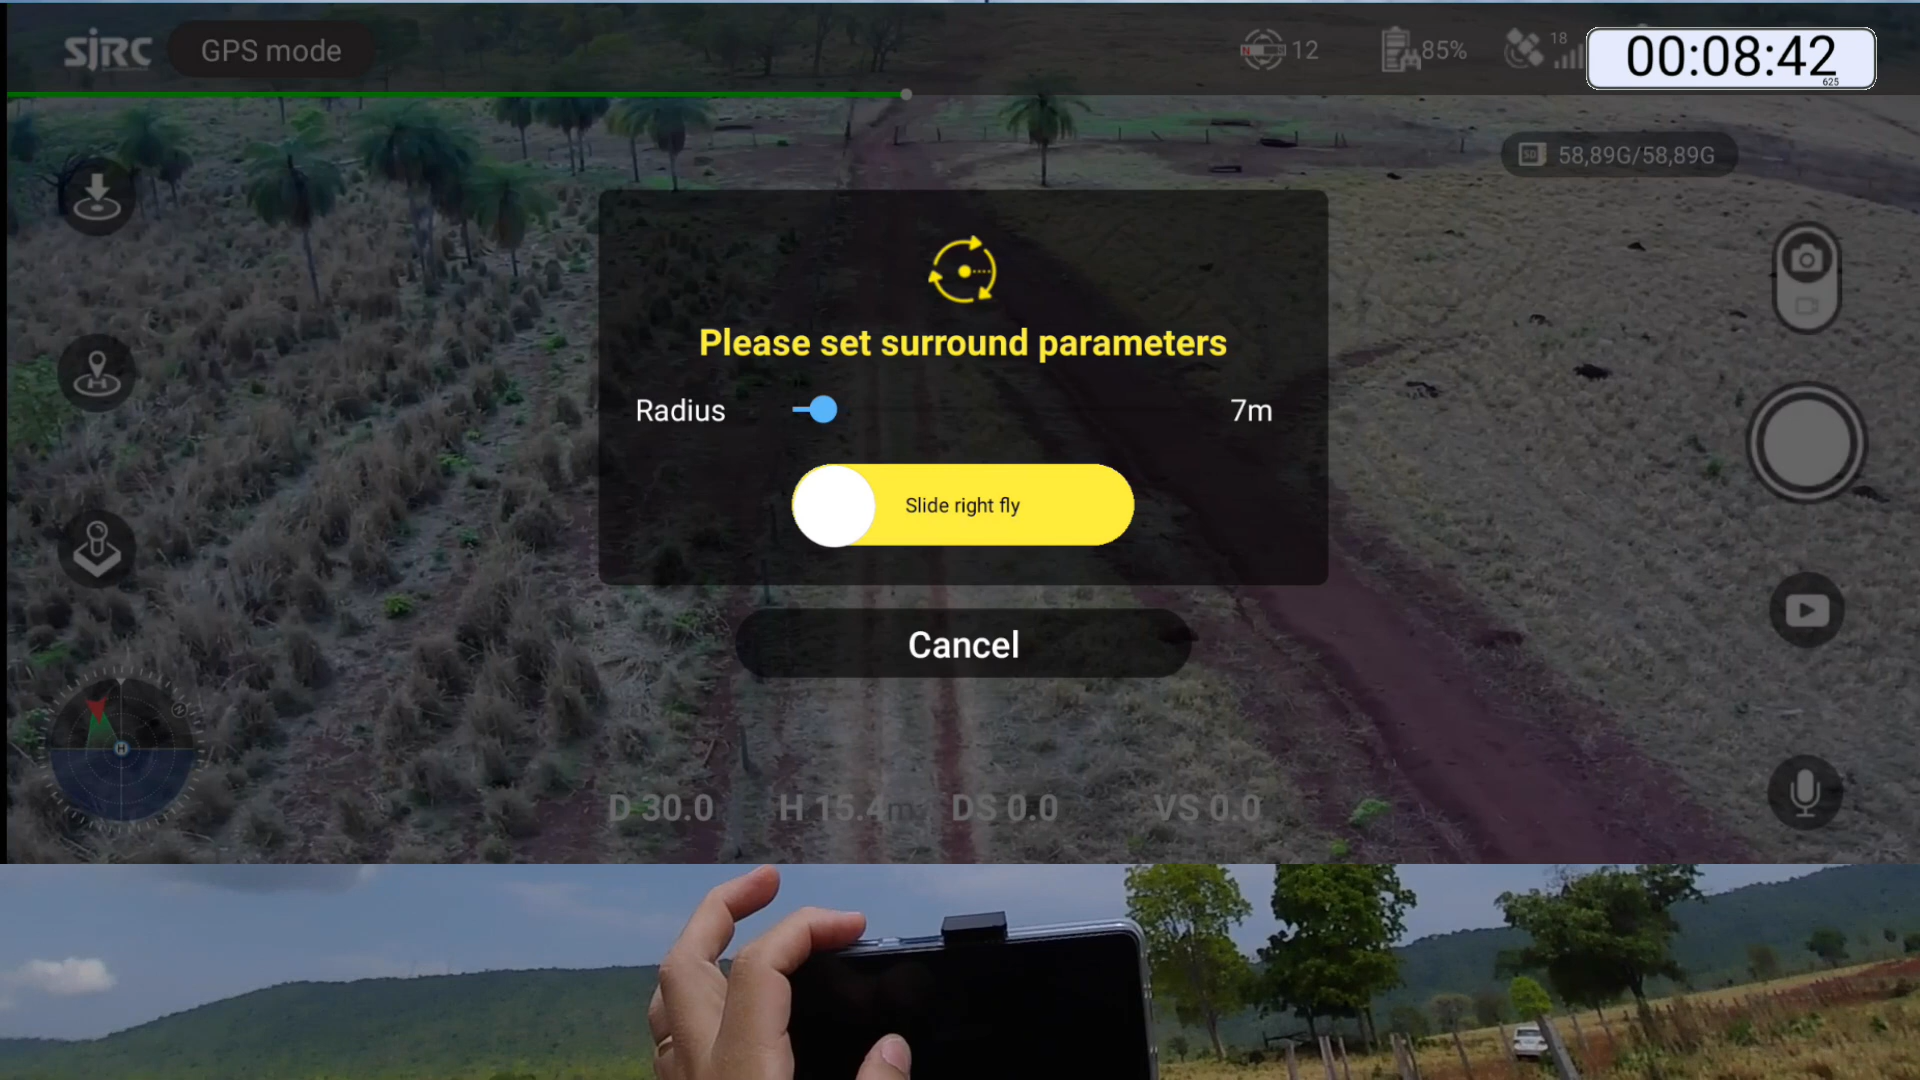 SJRC
GPS mode
N 12
85%
18
00:08:42
625
SD 58,89G/58,89G
Please set surround parameters
Radius
7m
Slide right fly
Cancel
N
H
D 30.0
H 15.4m
DS 0.0
VS 0.0